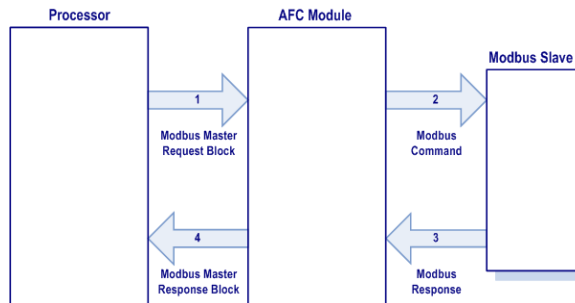 Processor
AFC Module
Modbus Slave
1
2
Modbus Master
Request Block
Modbus
Command
4
3
Modbus Master
Response Block
Modbus
Response